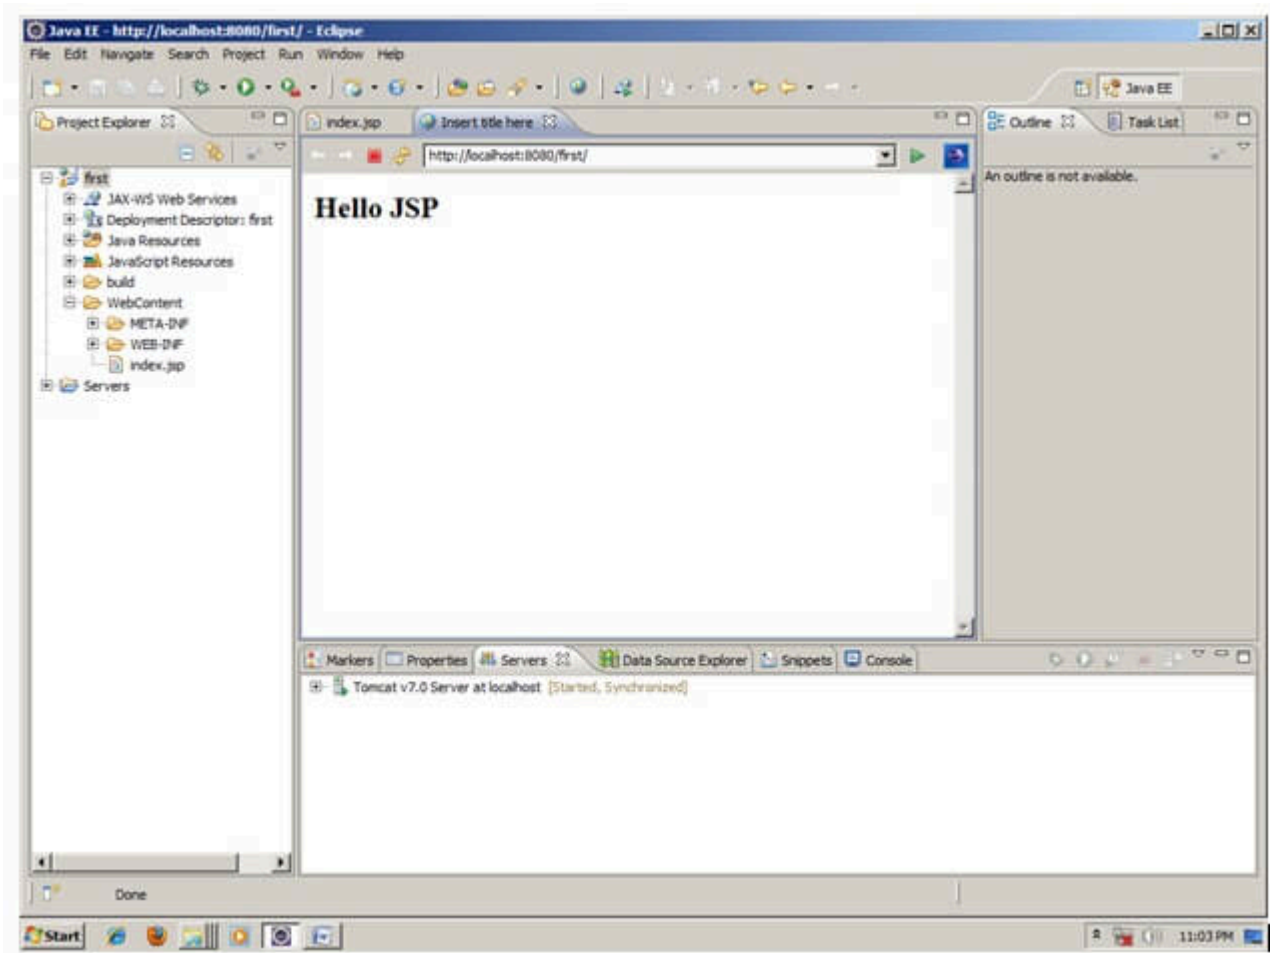 Java EE - http://localhost:8080/first/ - Eclipse
File Edit Navigate Search Project Run Window Help
Java EE
Project Explorer
index.jsp
Insert title here
Outline
Task List
http://localhost:8080/first/
An outline is not available.
first
JAX-WS Web Services
Deployment Descriptor: first
Java Resources
JavaScript Resources
build
WebContent
META-INF
WEB-INF
index.jsp
Servers
Hello JSP
Markers Properties Servers Data Source Explorer Snippets Console
Tomcat v7.0 Server at localhost [Started, Synchronized]
Done
Start
11:03 PM